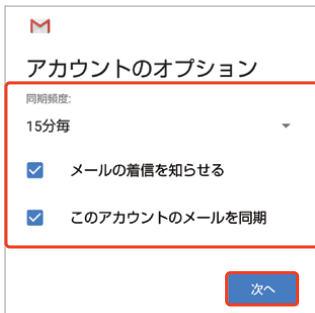 アカウントのオプション
同期頻度:
15分毎
メールの着信を知らせる
このアカウントのメールを同期
次へ